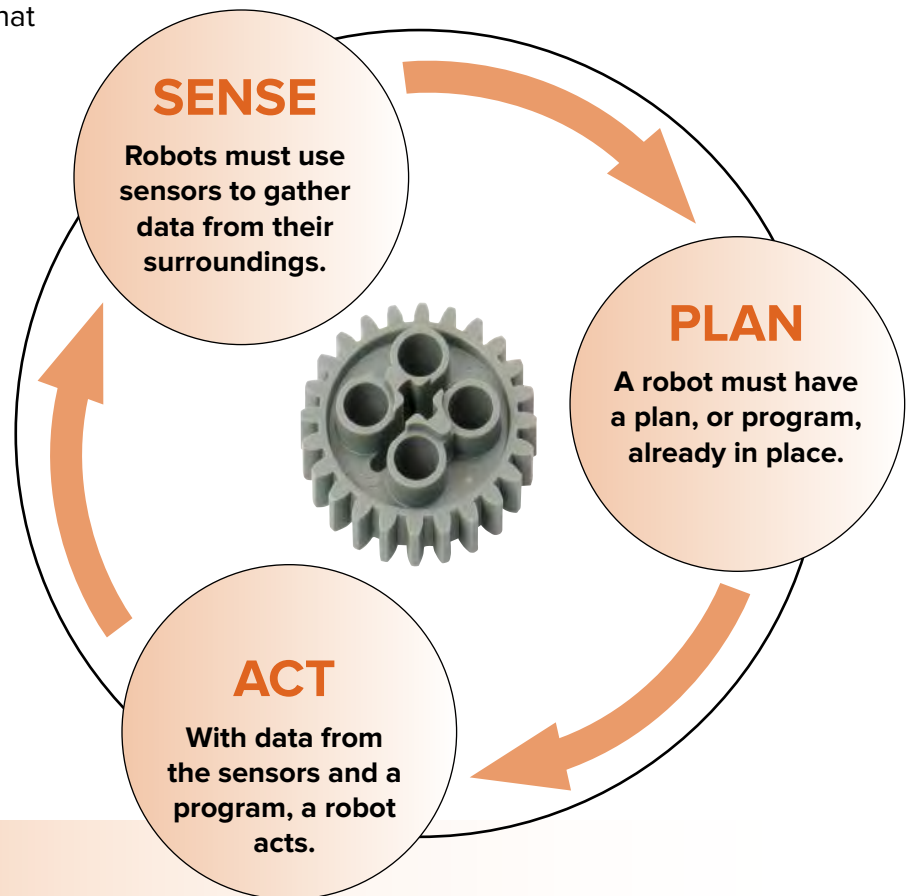 SENSE
Robots must use
sensors to gather
data from their
surroundings.
PLAN
A robot must have
a plan, or program,
already in place.
ACT
With data from
the sensors and a
program, a robot
acts.